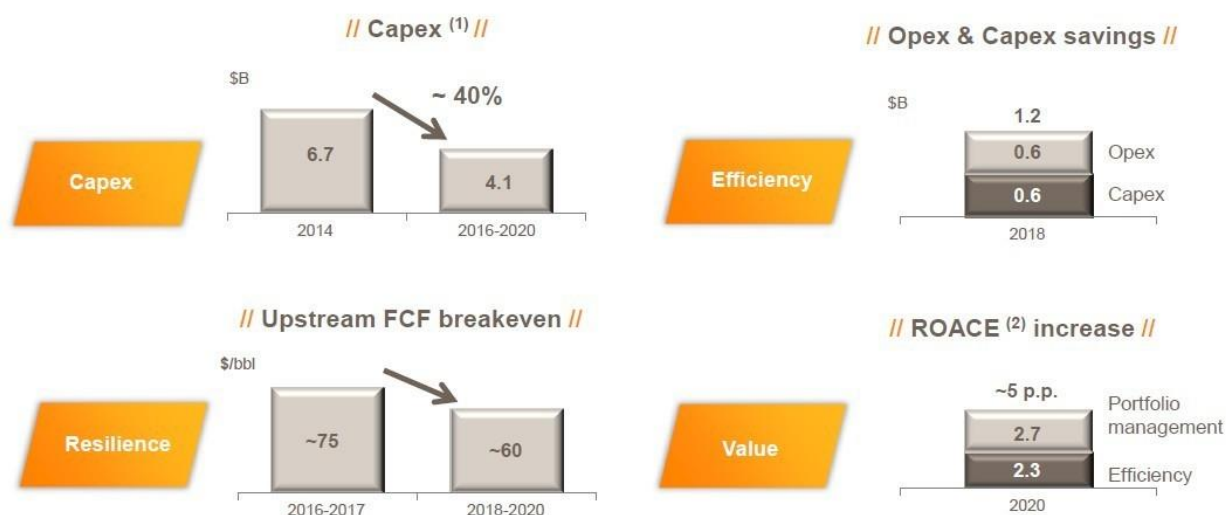 // Capex (1) //
$B
~ 40%
6.7
4.1
2014
2016-2020
Capex
// Opex & Capex savings //
$B
1.2
0.6
Opex
0.6
Capex
2018
Efficiency
// Upstream FCF breakeven //
$/bbl
~75
~60
2016-2017
2018-2020
Resilience
// ROACE (2) increase //
~5 p.p.
Portfolio
management
2.7
2.3
Efficiency
2020
Value